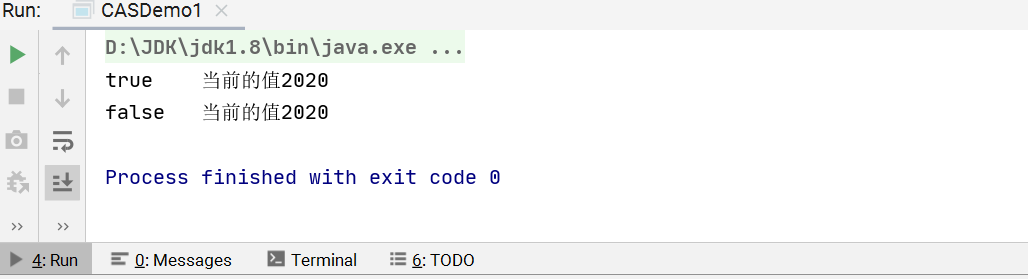 Run: CASDemo1 ×
D:\JDK\jdk1.8\bin\java.exe ...
true 当前的值2020
false 当前的值2020
Process finished with exit code 0
>> >>
4: Run 0: Messages Terminal 6: TODO